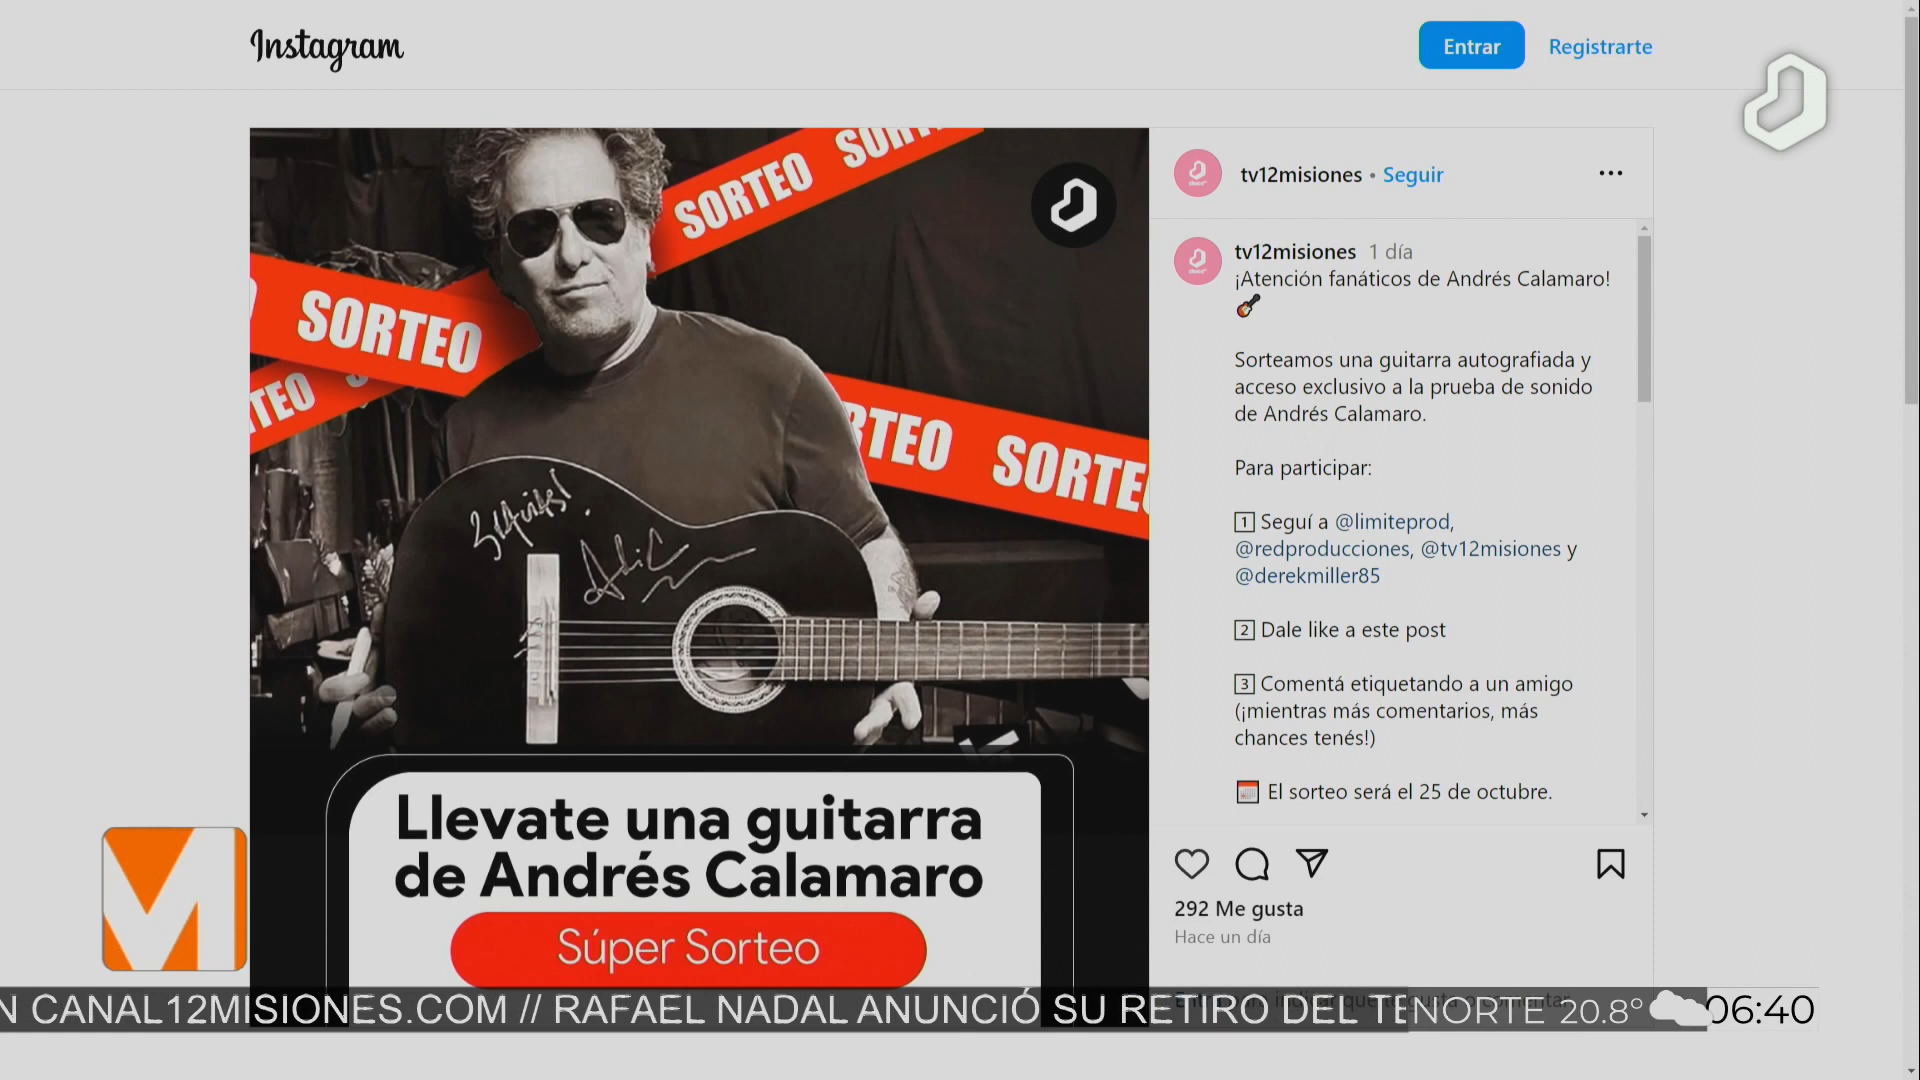 Instagram
Entrar
Registrarte
SORTEO
SORTEO
SORTEO
tv12misiones • Seguir
tv12misiones 1 día
¡Atención fanáticos de Andrés Calamaro!
Sorteamos una guitarra autografiada y
acceso exclusivo a la prueba de sonido
de Andrés Calamaro.
Para participar:
1 Seguí a @limiteprod,
@redproducciones, @tv12misiones y
@derekmiller85
2 Dale like a este post
3 Comentá etiquetando a un amigo
(¡mientras más comentarios, más
chances tenés!)
El sorteo será el 25 de octubre.
292 Me gusta
Hace un día
Llevate una guitarra
de Andrés Calamaro
Súper Sorteo
N CANAL12MISIONES.COM // RAFAEL NADAL ANUNCIÓ SU RETIRO DEL TE
NORTE 20.8° 06:40